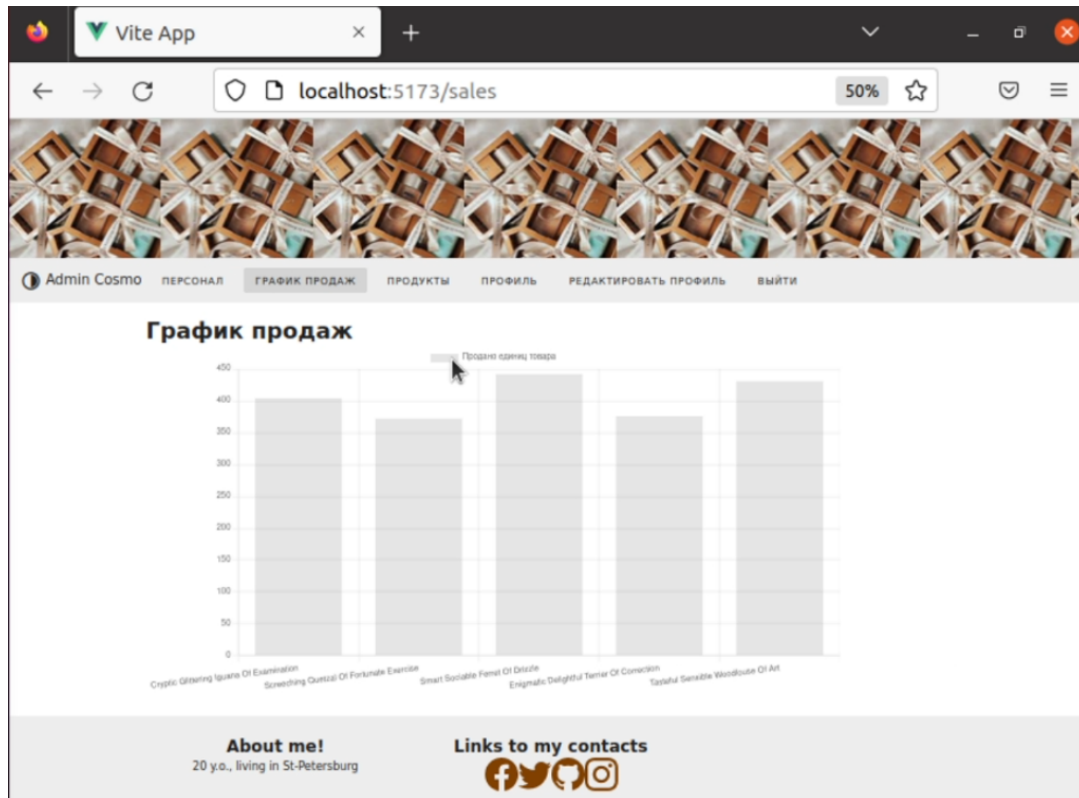 Vite App
localhost:5173/sales
50%
Admin Cosmo ПЕРСОНАЛ ГРАФИК ПРОДАЖ ПРОДУКТЫ ПРОФИЛЬ РЕДАКТИРОВАТЬ ПРОФИЛЬ ВЫЙТИ
График продаж
Продано единиц товара
450
400
350
300
250
200
150
100
50
0
Cryptic Glittering Iguana Of Examination
Screeching Quetzal Of Fortunate Exercise
Smart Sociable Ferret Of Drizzle
Enigmatic Delightful Terrier Of Correction
Tasteful Sensible Woodlouse Of Art
About me!
20 y.o., living in St-Petersburg
Links to my contacts